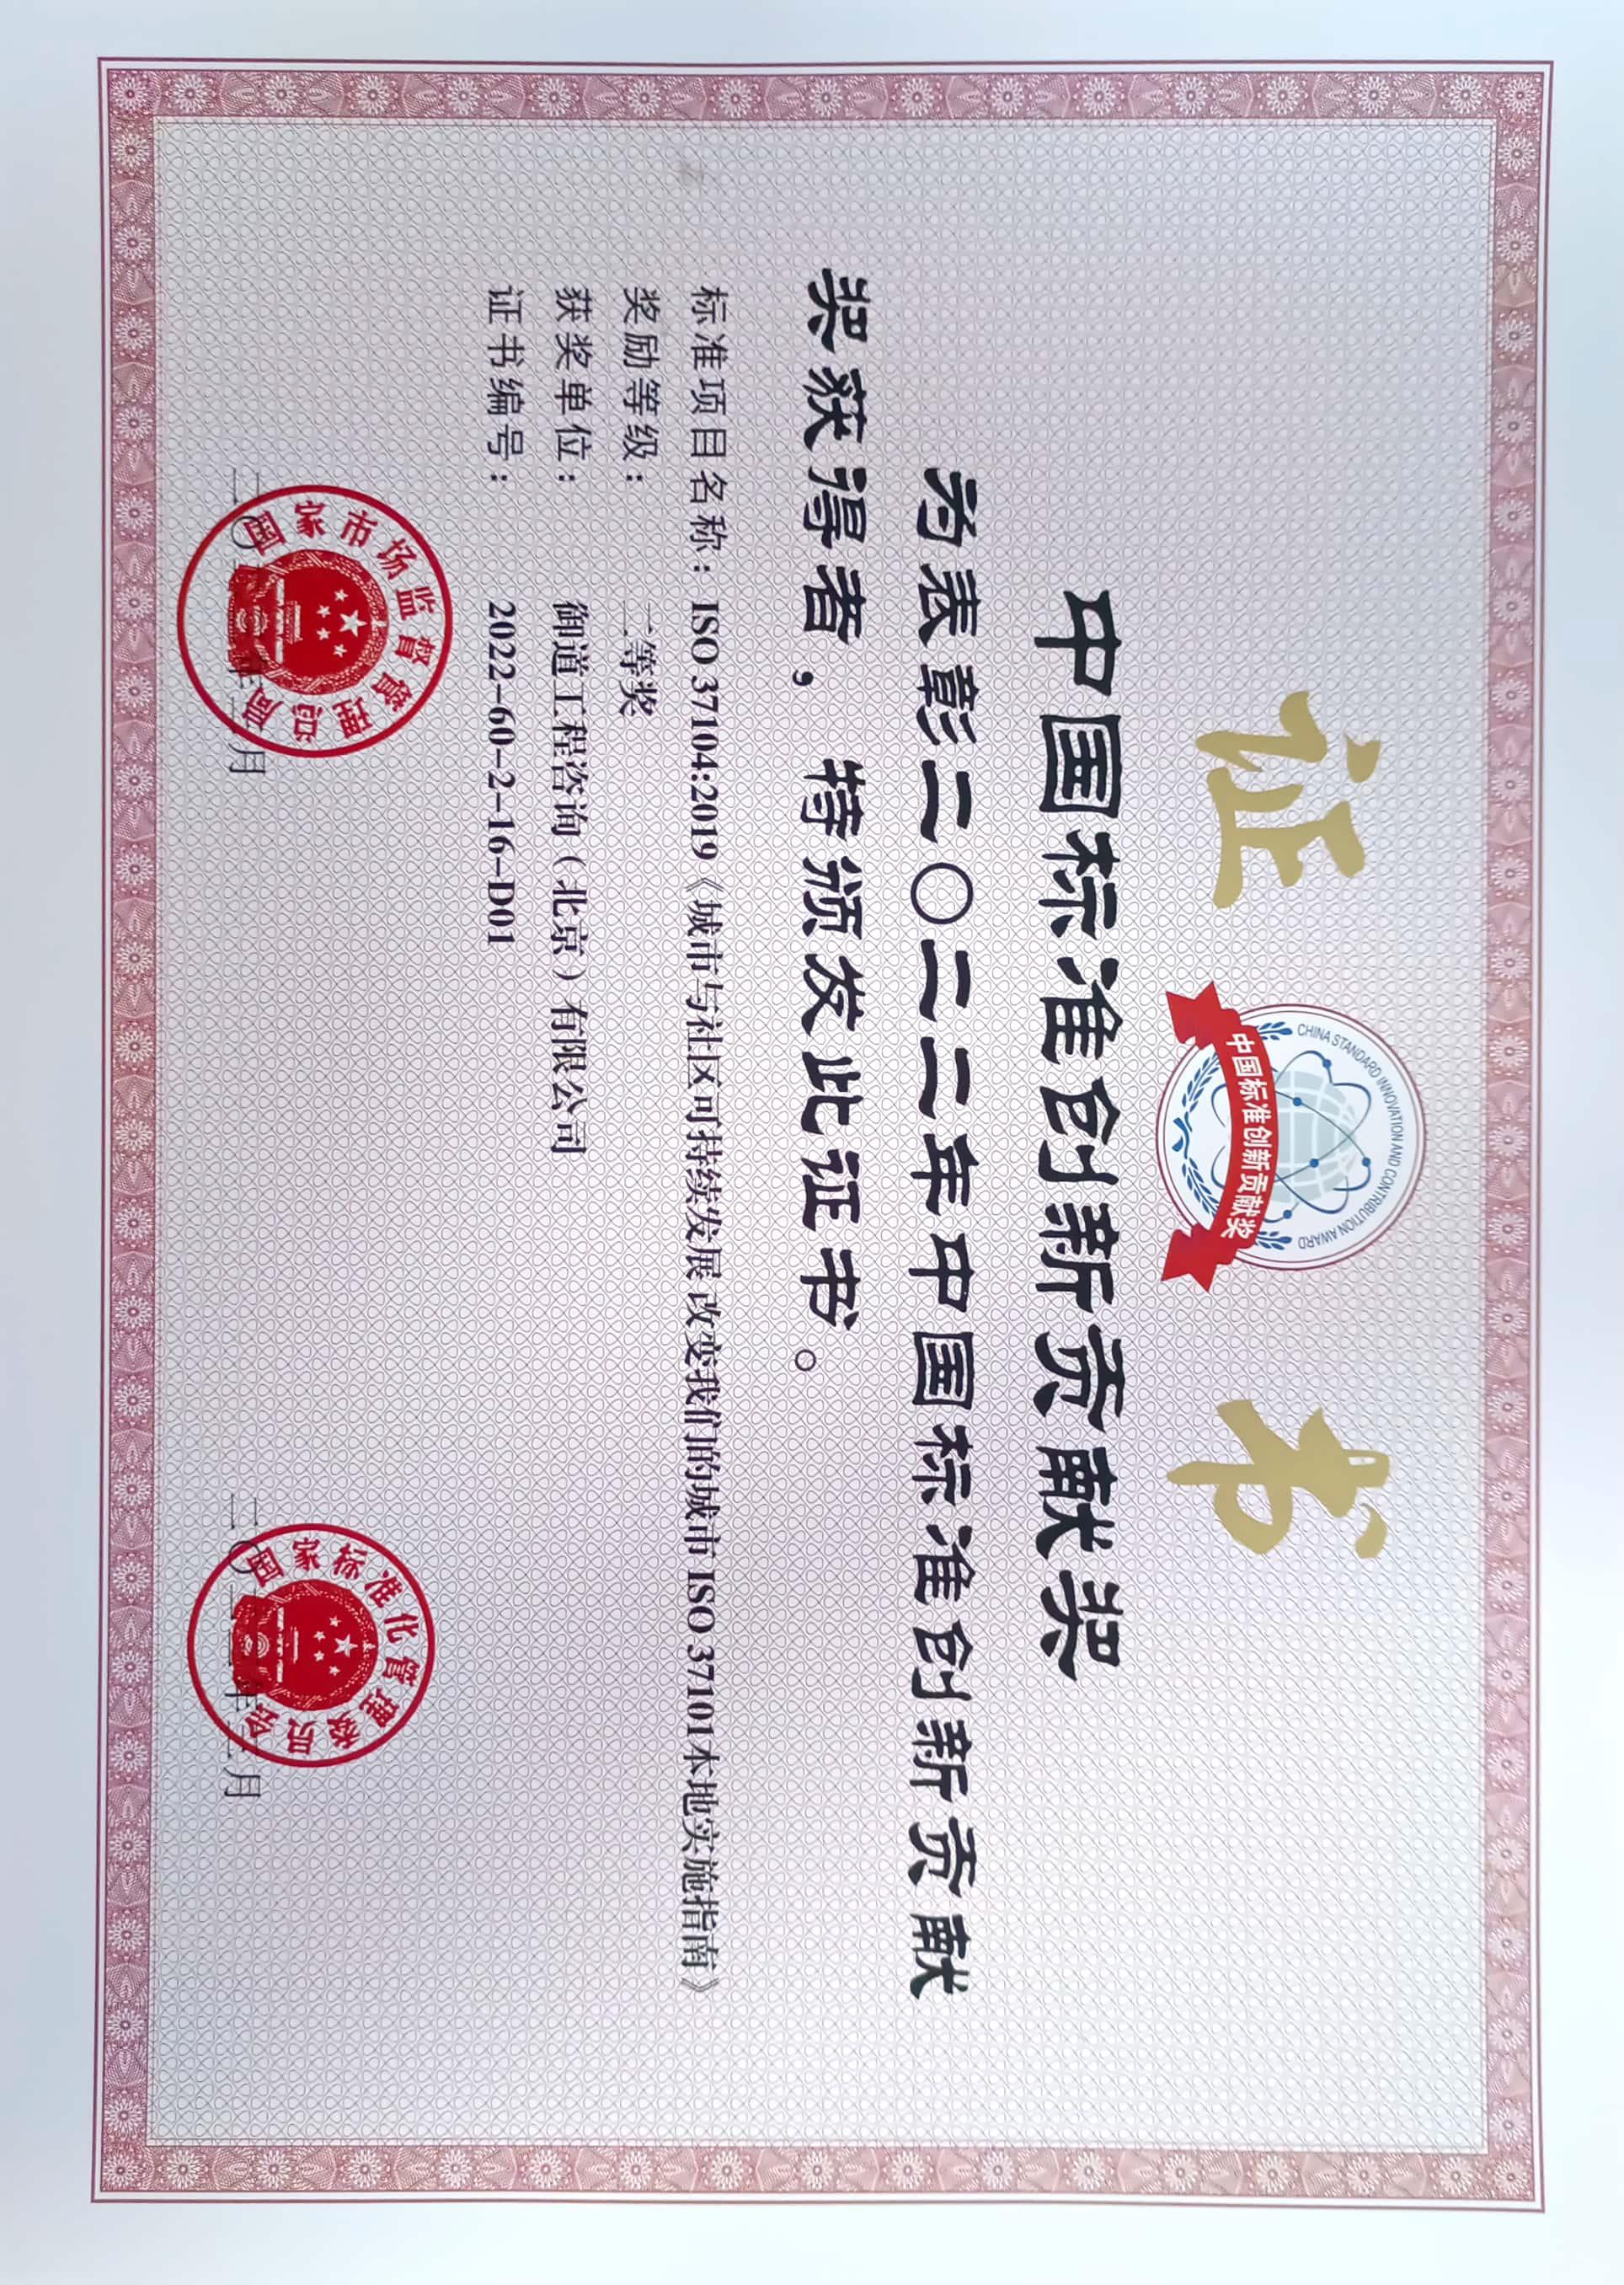 证书
CHINA STANDARD INNOVATION AND CONTRIBUTION AWARD
中国标准创新贡献奖
中国标准创新贡献奖
为表彰二〇二二年中国标准创新贡献
奖获得者，特颁发此证书。
标准项目名称：ISO 37104:2019《城市与社区可持续发展 改变我们的城市 ISO 37101本地实施指南》
奖励等级：二等奖
获奖单位：御道工程咨询（北京）有限公司
证书编号：2022-60-2-16-D01
国家市场监督管理总局
国家标准化管理委员会